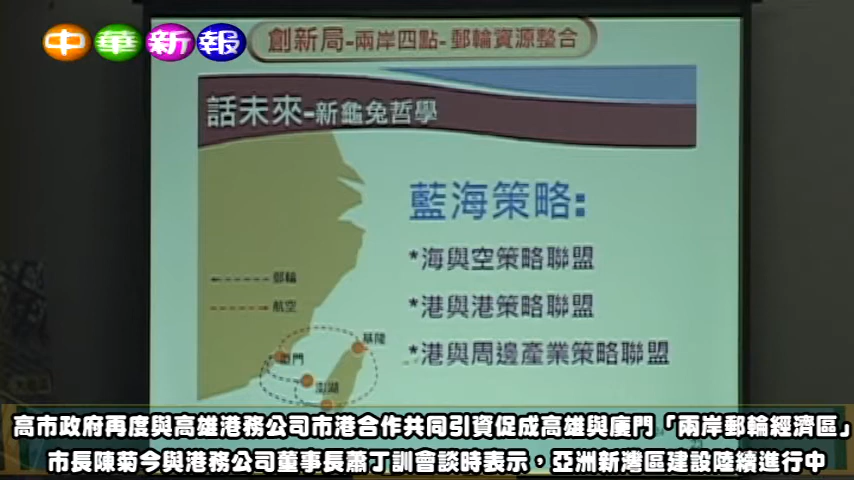 中華新報
創新局-兩岸四點-郵輪資源整合
話未來-新龜兔哲學
藍海策略:
*海與空策略聯盟
*港與港策略聯盟
*港與周邊產業策略聯盟
郵輪
航空
基隆
廈門
澎湖
高市政府再度與高雄港務公司市港合作共同引資促成高雄與廈門「兩岸郵輪經濟區」
市長陳菊今與港務公司董事長蕭丁訓會談時表示，亞洲新灣區建設陸續進行中